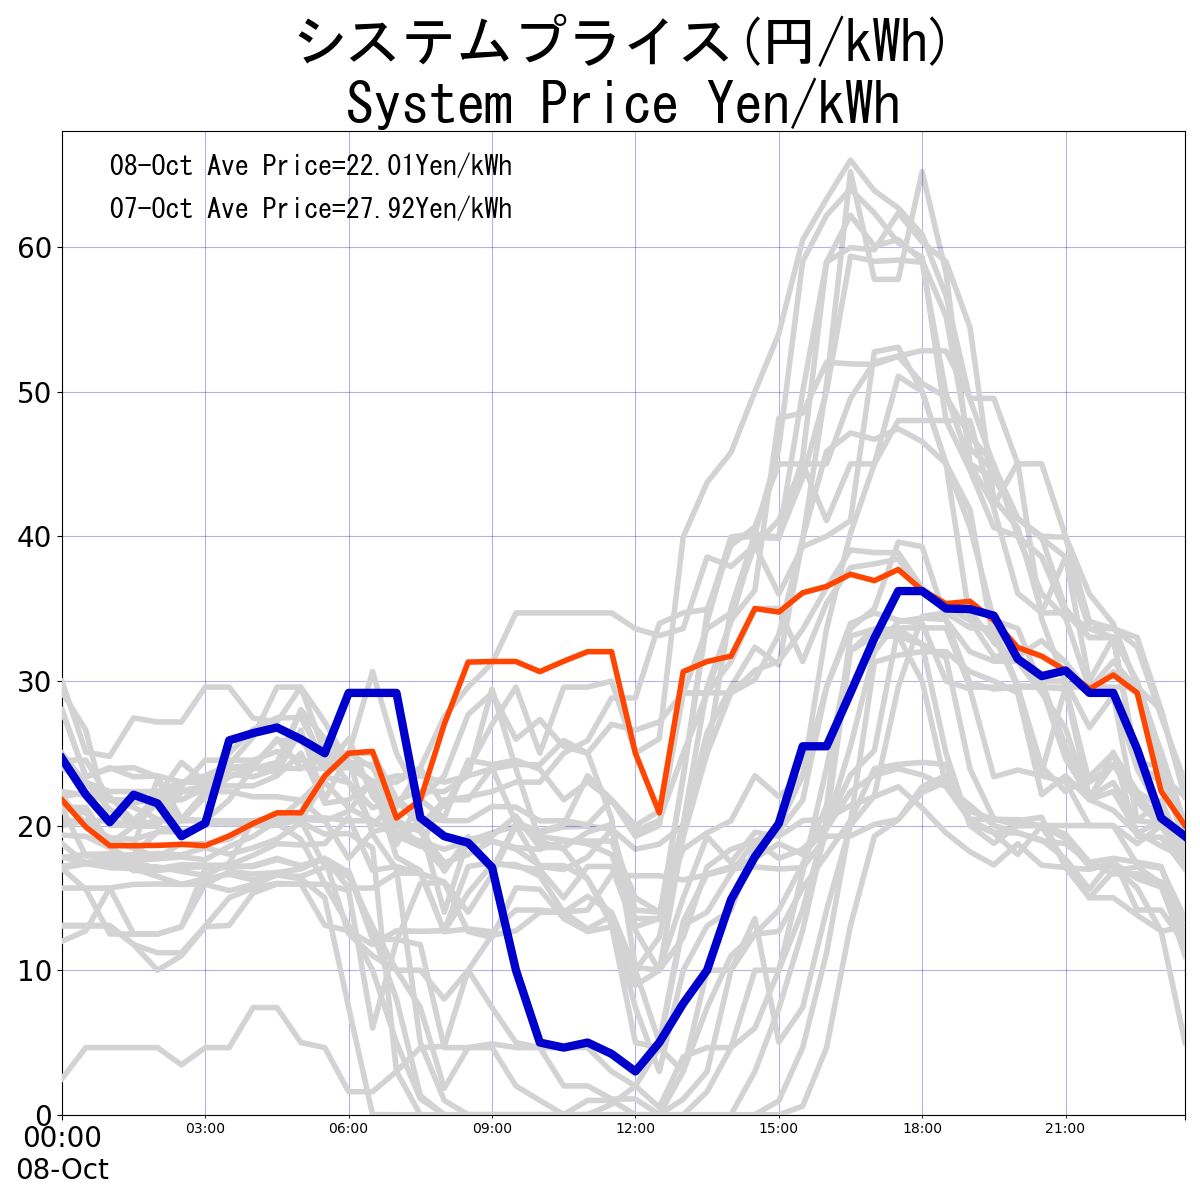 システムプライス(円/kWh)
System Price Yen/kWh
08-Oct Ave Price=22.01Yen/kWh
07-Oct Ave Price=27.92Yen/kWh
60
50
40
30
20
10
0
00:00 03:00 06:00 09:00 12:00 15:00 18:00 21:00
08-Oct